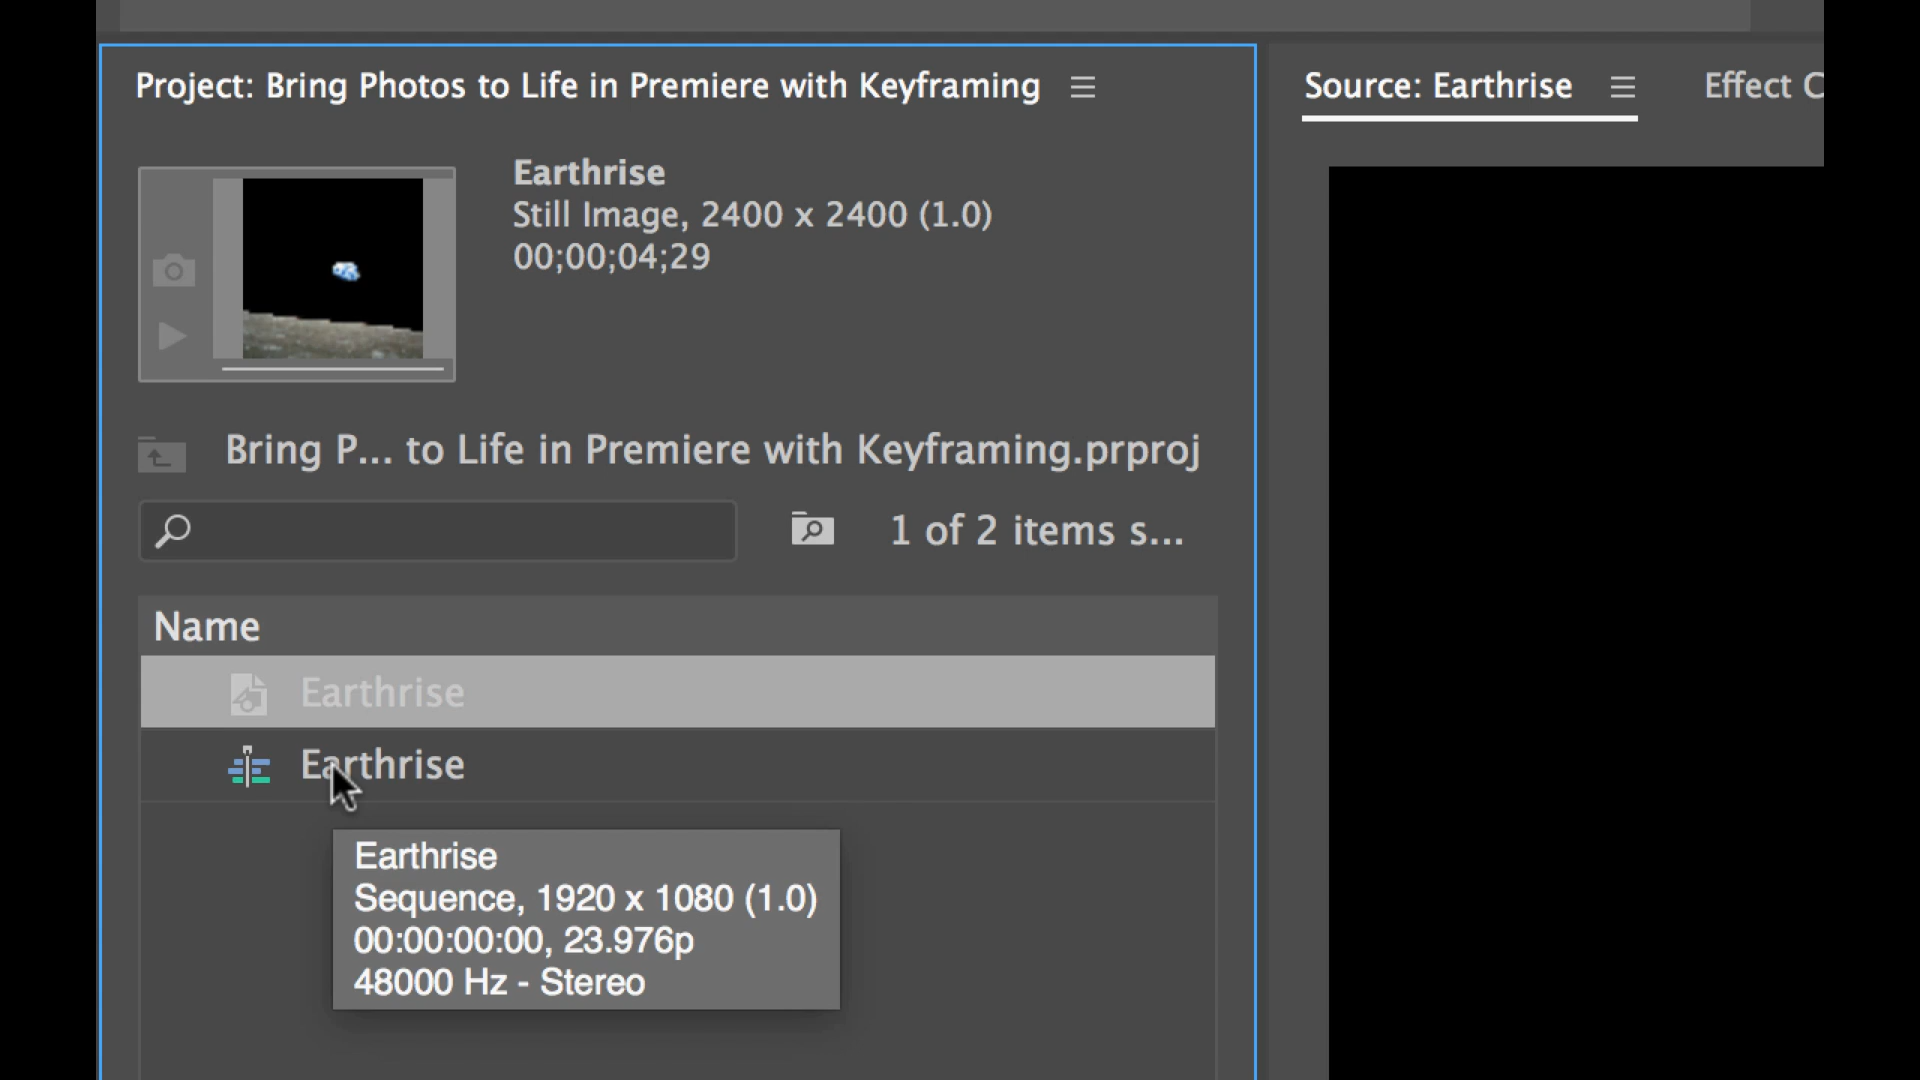 Project: Bring Photos to Life in Premiere with Keyframing
Source: Earthrise
Effect C
Earthrise
Still Image, 2400 x 2400 (1.0)
00;00;04;29
Bring P... to Life in Premiere with Keyframing.prproj
1 of 2 items s...
Name
Earthrise
Earthrise
Earthrise
Sequence, 1920 x 1080 (1.0)
00:00:00:00, 23.976p
48000 Hz - Stereo